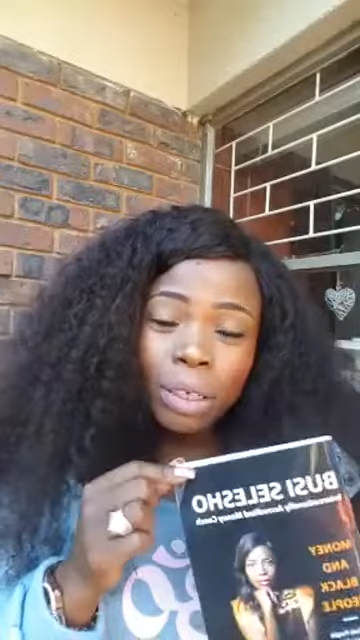 BUSI SELESHO
Internationally Accredited Money Coach
MONEY
AND
BLACK
PEOPLE